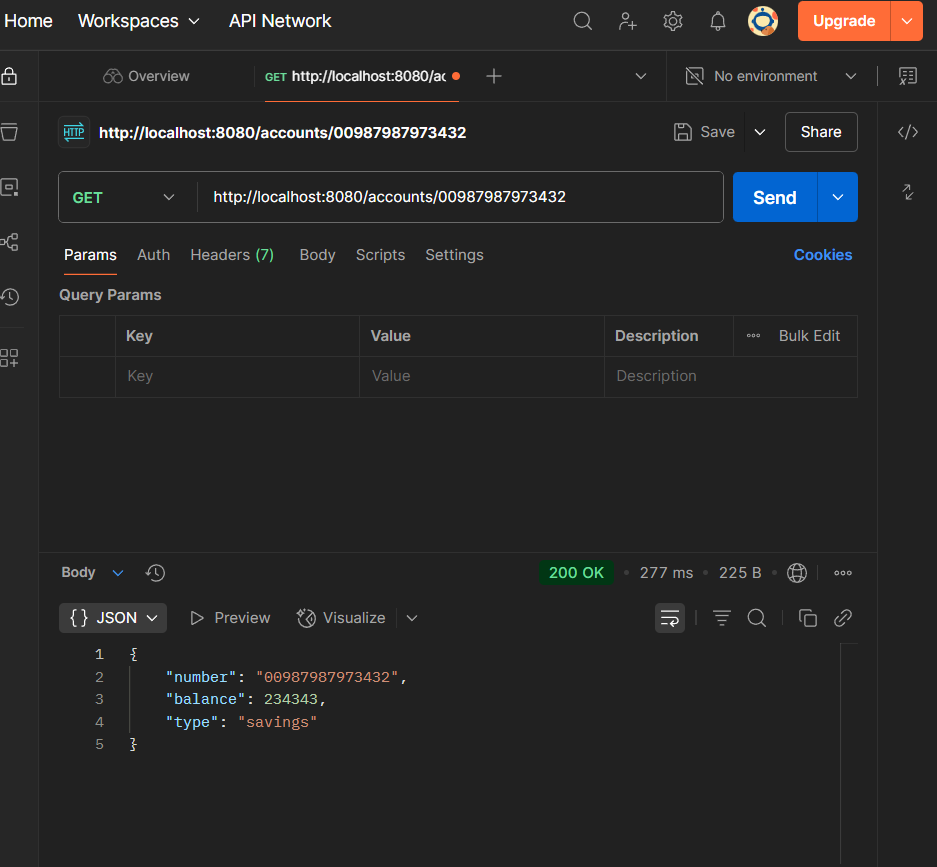 Home Workspaces API Network Upgrade
Overview GET http://localhost:8080/ac No environment
HTTP http://localhost:8080/accounts/00987987973432 Save Share
GET http://localhost:8080/accounts/00987987973432 Send
Params Auth Headers (7) Body Scripts Settings Cookies
Query Params
Key Value Description Bulk Edit
Key Value Description
Body 200 OK • 277 ms • 225 B •
{} JSON Preview Visualize
1 {
2 "number": "00987987973432",
3 "balance": 234343,
4 "type": "savings"
5 }